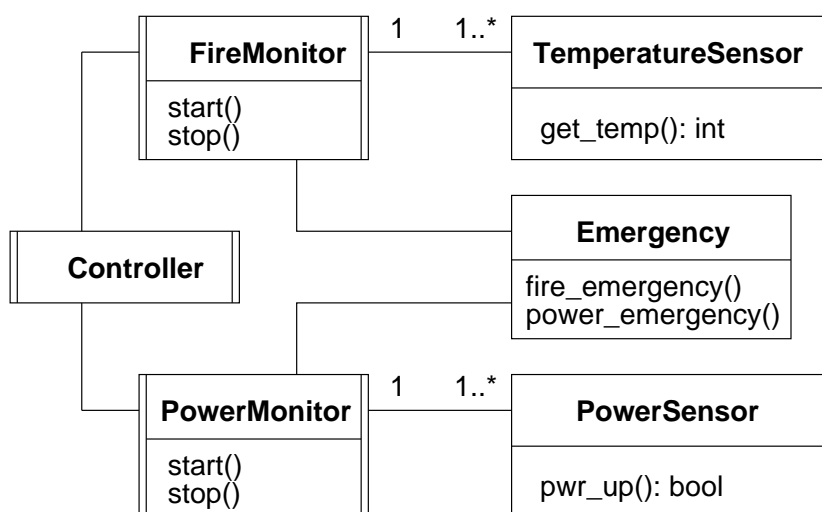 FireMonitor
start()
stop()
1 1..*
TemperatureSensor
get_temp(): int
Controller
Emergency
fire_emergency()
power_emergency()
PowerMonitor
start()
stop()
1 1..*
PowerSensor
pwr_up(): bool